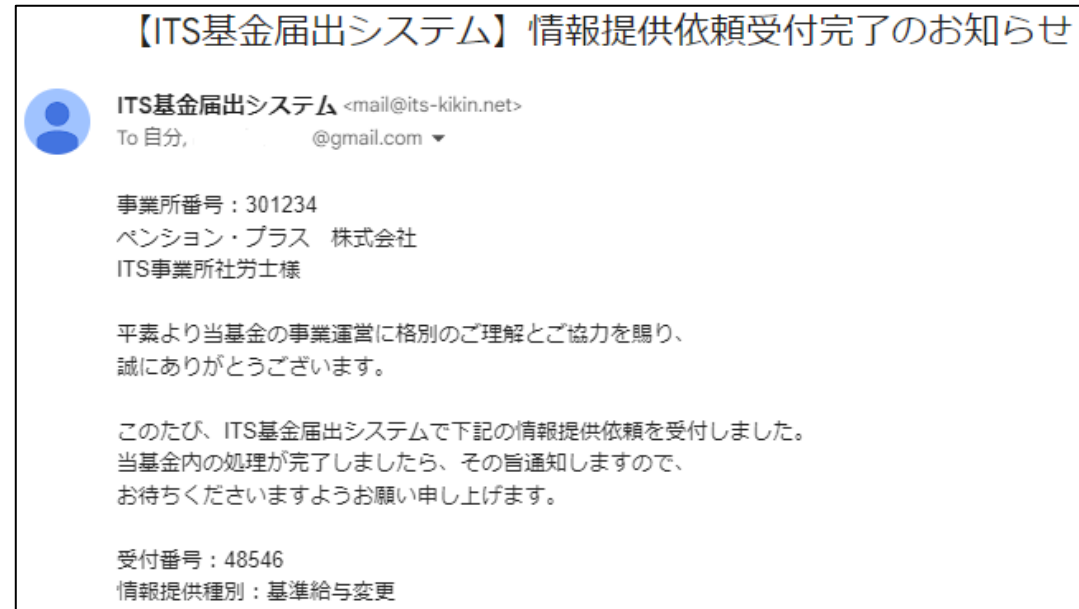 【ITS基金届出システム】情報提供依頼受付完了のお知らせ
ITS基金届出システム <mail@its-kikin.net>
To 自分, @gmail.com
事業所番号：301234
ペンション・プラス　株式会社
ITS事業所社労士様
平素より当基金の事業運営に格別のご理解とご協力を賜り、
誠にありがとうございます。
このたび、ITS基金届出システムで下記の情報提供依頼を受付しました。
当基金内の処理が完了しましたら、その旨通知しますので、
お待ちくださいますようお願い申し上げます。
受付番号：48546
情報提供種別：基準給与変更